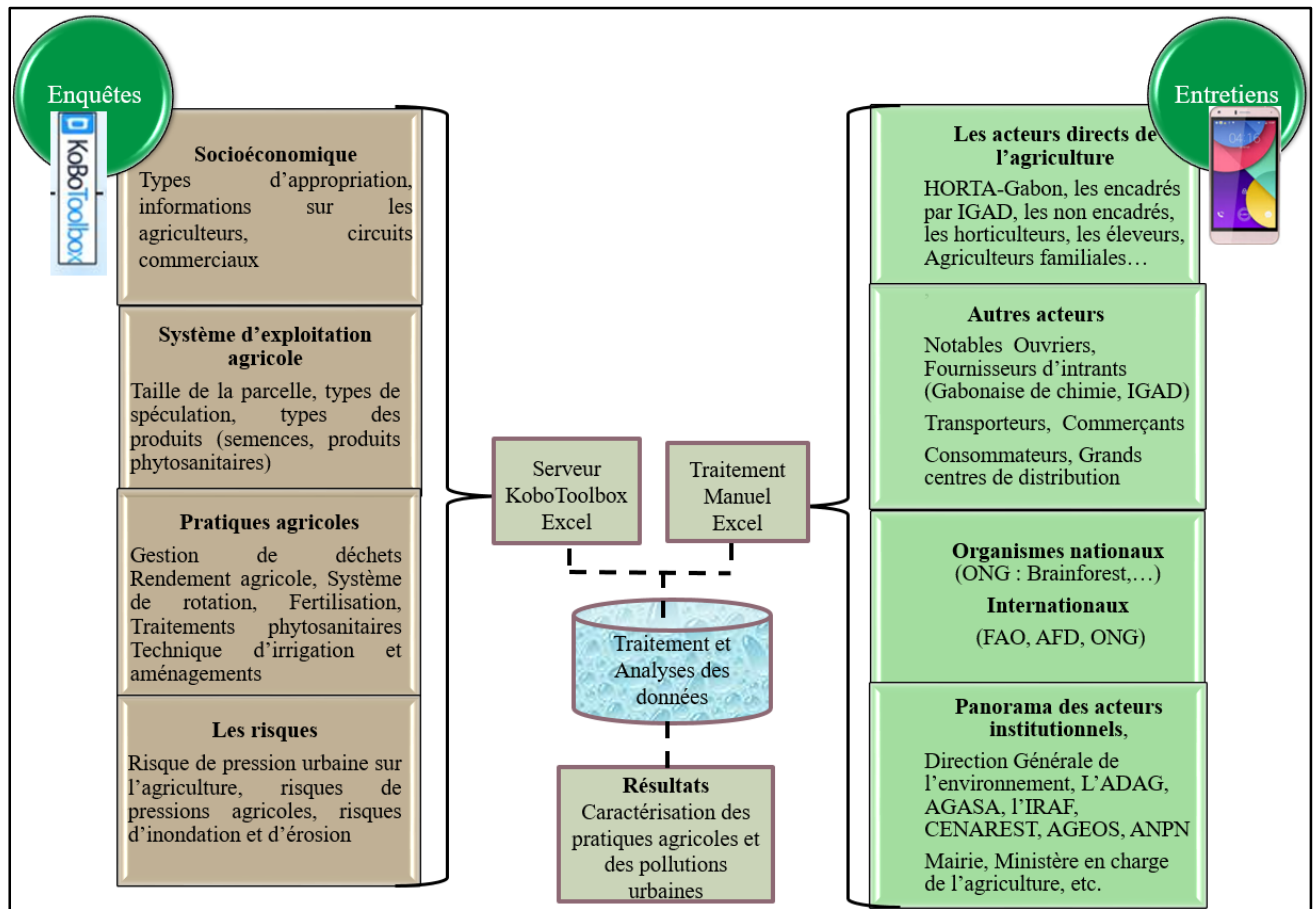 Enquêtes
KoBoToolbox
Socioéconomique
Types d'appropriation,
informations sur les
agriculteurs, circuits
commerciaux
Système d'exploitation
agricole
Taille de la parcelle, types de
spéculation, types des
produits (semences, produits
phytosanitaires)
Pratiques agricoles
Gestion de déchets
Rendement agricole, Système
de rotation, Fertilisation,
Traitements phytosanitaires
Technique d'irrigation et
aménagements
Les risques
Risque de pression urbaine sur
l'agriculture, risques de
pressions agricoles, risques
d'inondation et d'érosion
Serveur
KoboToolbox
Excel
Traitement
Manuel
Excel
Traitement et
Analyses des
données
Résultats
Caractérisation des
pratiques agricoles et
des pollutions
urbaines
Entretiens
04:16
Les acteurs directs de
l'agriculture
HORTA-Gabon, les encadrés
par IGAD, les non encadrés,
les horticulteurs, les éleveurs,
Agriculteurs familiales…
Autres acteurs
Notables Ouvriers,
Fournisseurs d'intrants
(Gabonaise de chimie, IGAD)
Transporteurs, Commerçants
Consommateurs, Grands
centres de distribution
Organismes nationaux
(ONG : Brainforest,…)
Internationaux
(FAO, AFD, ONG)
Panorama des acteurs
institutionnels,
Direction Générale de
l'environnement, L'ADAG,
AGASA, l'IRAF,
CENAREST, AGEOS, ANPN
Mairie, Ministère en charge
de l'agriculture, etc.